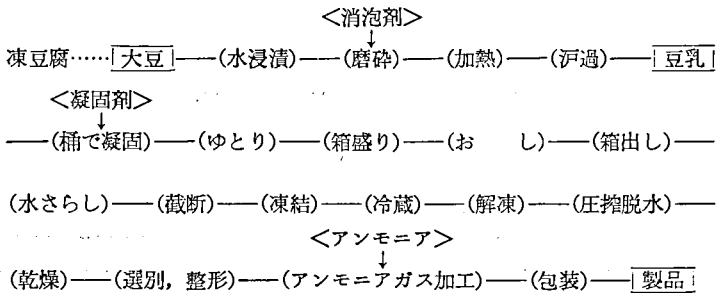 <消泡剤>
凍豆腐……大豆―(水浸漬)―(磨砕)―(加熱)―(沪過)―豆乳
<凝固剤>
―(桶で凝固)―(ゆとり)―(箱盛り)―(おし)―(箱出し)―
(水さらし)―(截断)―(凍結)―(冷蔵)―(解凍)―(圧搾脱水)―
<アンモニア>
(乾燥)―(選別,整形)―(アンモニアガス加工)―(包装)―製品